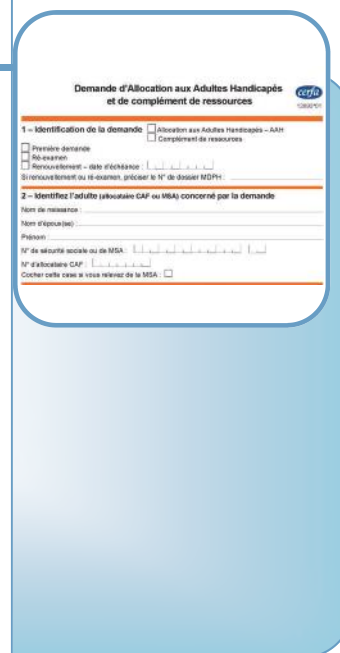 Demande d'Allocation aux Adultes Handicapés
et de complément de ressources
cerfa
1 – Identification de la demande Allocation aux Adultes Handicapés – AAH
Complément de ressources
Première demande
Ré-examen
Renouvellement – date d'échéance :
Si renouvellement ou ré-examen, préciser le N° de dossier MDPH :
2 – Identifiez l'adulte (allocataire CAF ou MSA) concerné par la demande
Nom de naissance :
Nom d'époux(se) :
Prénom :
N° de sécurité sociale ou de MSA :
N° d'allocataire CAF :
Cocher cette case si vous relevez de la MSA :